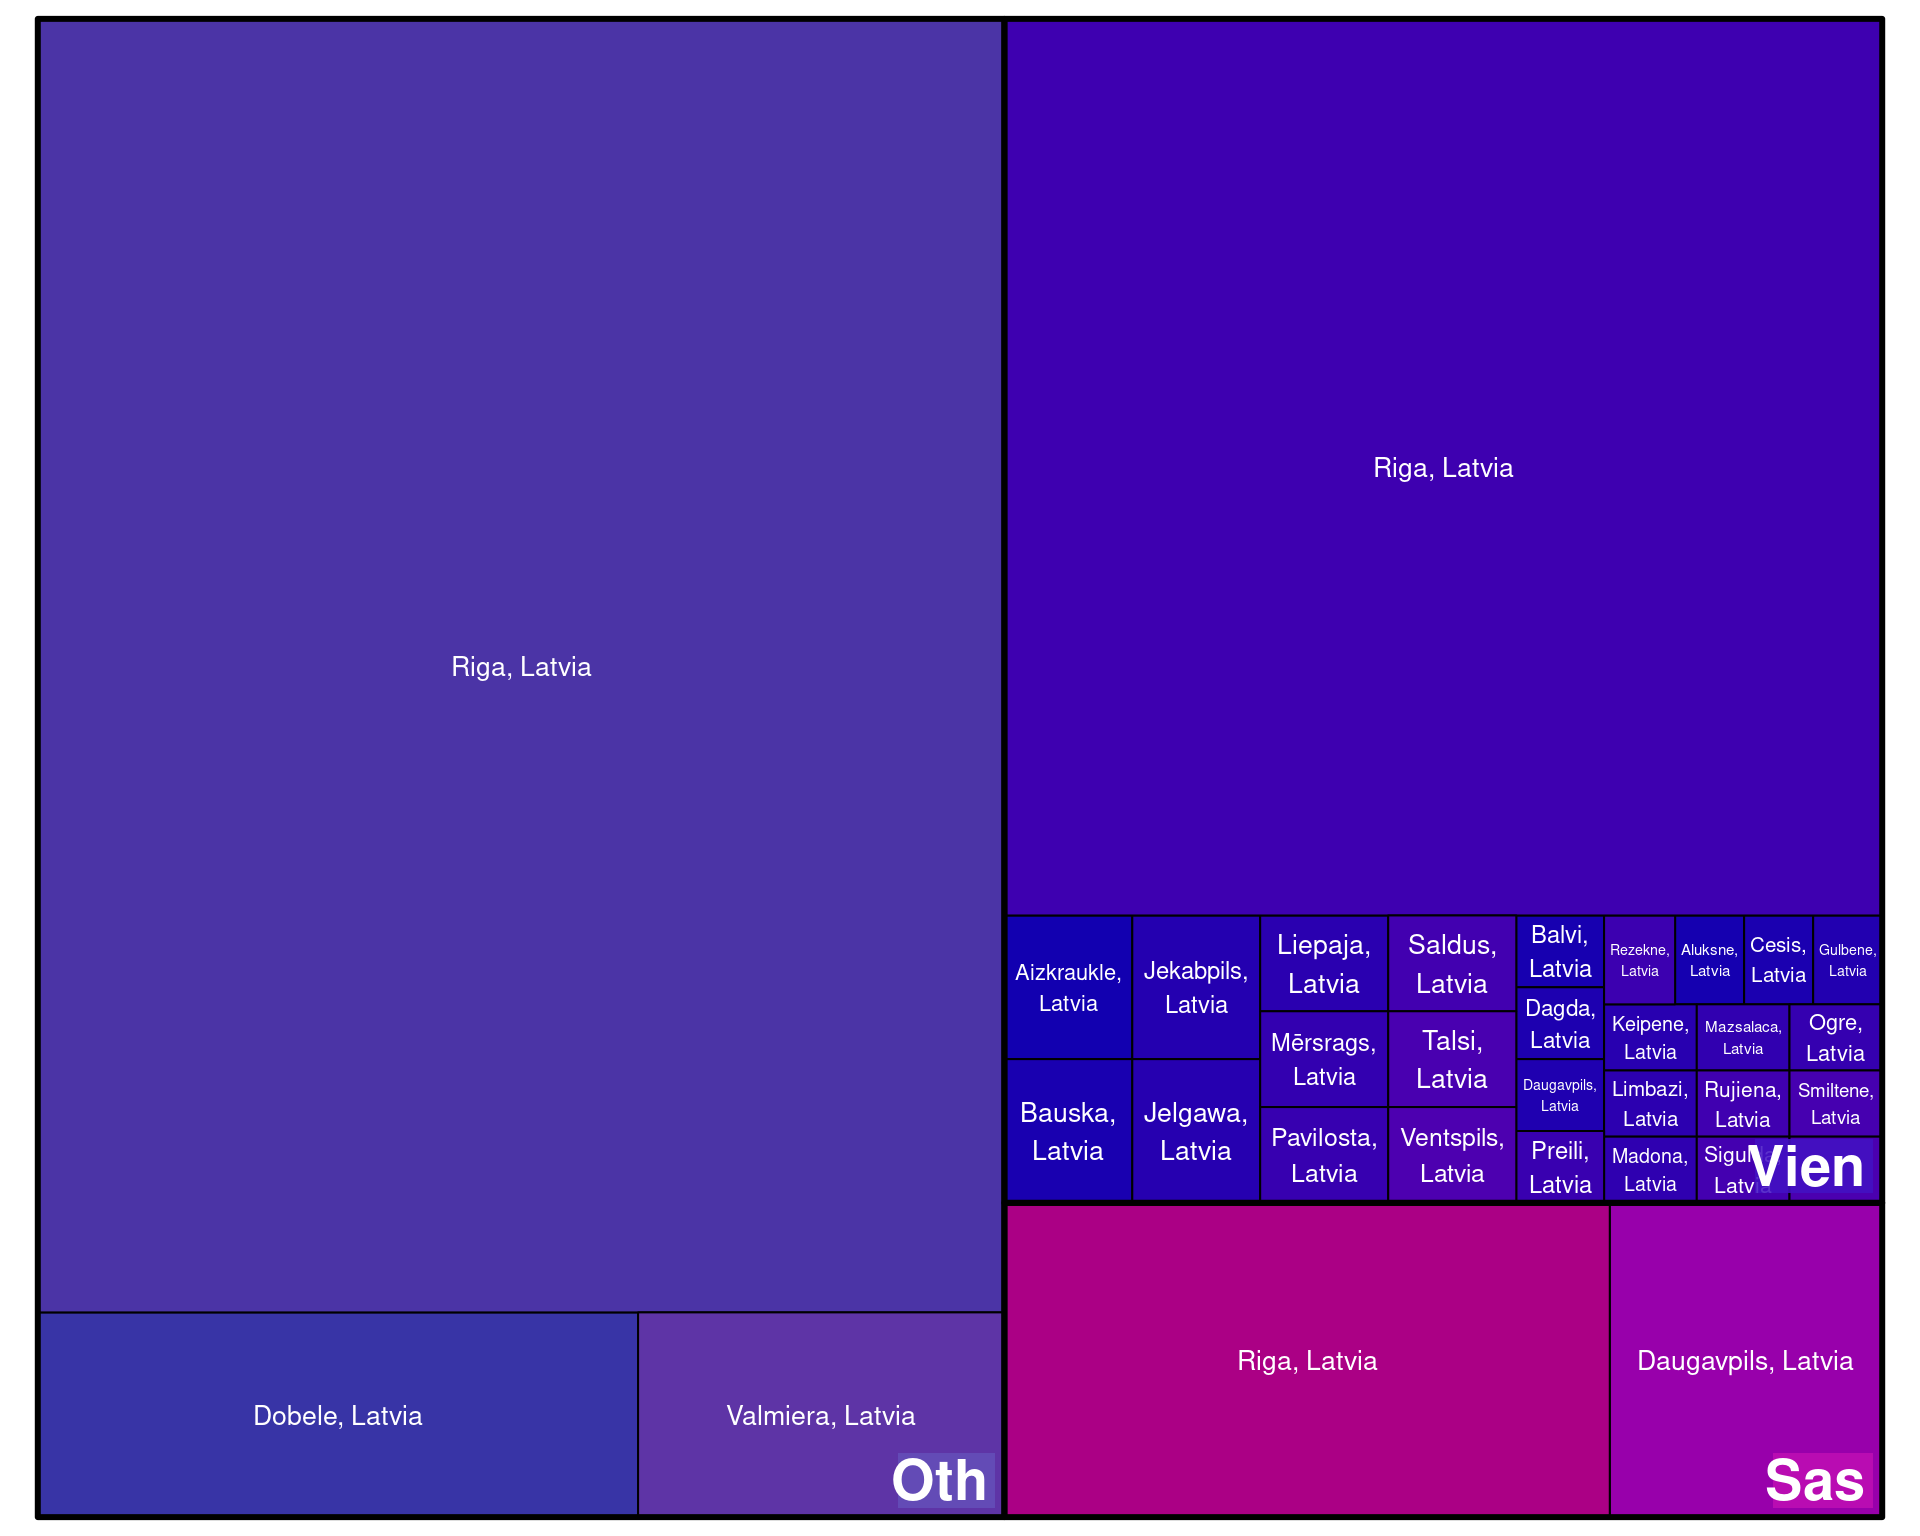 Riga, Latvia
Dobele, Latvia
Valmiera, Latvia
Oth
Riga, Latvia
Aizkraukle,
Latvia
Bauska,
Latvia
Jekabpils,
Latvia
Jelgawa,
Latvia
Liepaja,
Latvia
Mērsrags,
Latvia
Pavilosta,
Latvia
Saldus,
Latvia
Talsi,
Latvia
Ventspils,
Latvia
Balvi,
Latvia
Dagda,
Latvia
Daugavpils,
Latvia
Preili,
Latvia
Rezekne,
Latvia
Aluksne,
Latvia
Cesis,
Latvia
Gulbene,
Latvia
Keipene,
Latvia
Limbazi,
Latvia
Madona,
Latvia
Mazsalaca,
Latvia
Rujiena,
Latvia
Latvia
Ogre,
Latvia
Smiltene,
Latvia
Vien
Riga, Latvia
Daugavpils, Latvia
Sas